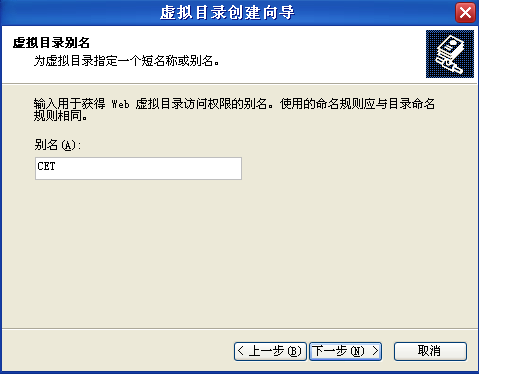 虚拟目录创建向导
虚拟目录别名
为虚拟目录指定一个短名称或别名。
输入用于获得 Web 虚拟目录访问权限的别名。使用的命名规则应与目录命名
规则相同。
别名(A):
CET
< 上一步(B) 下一步(N) > 取消